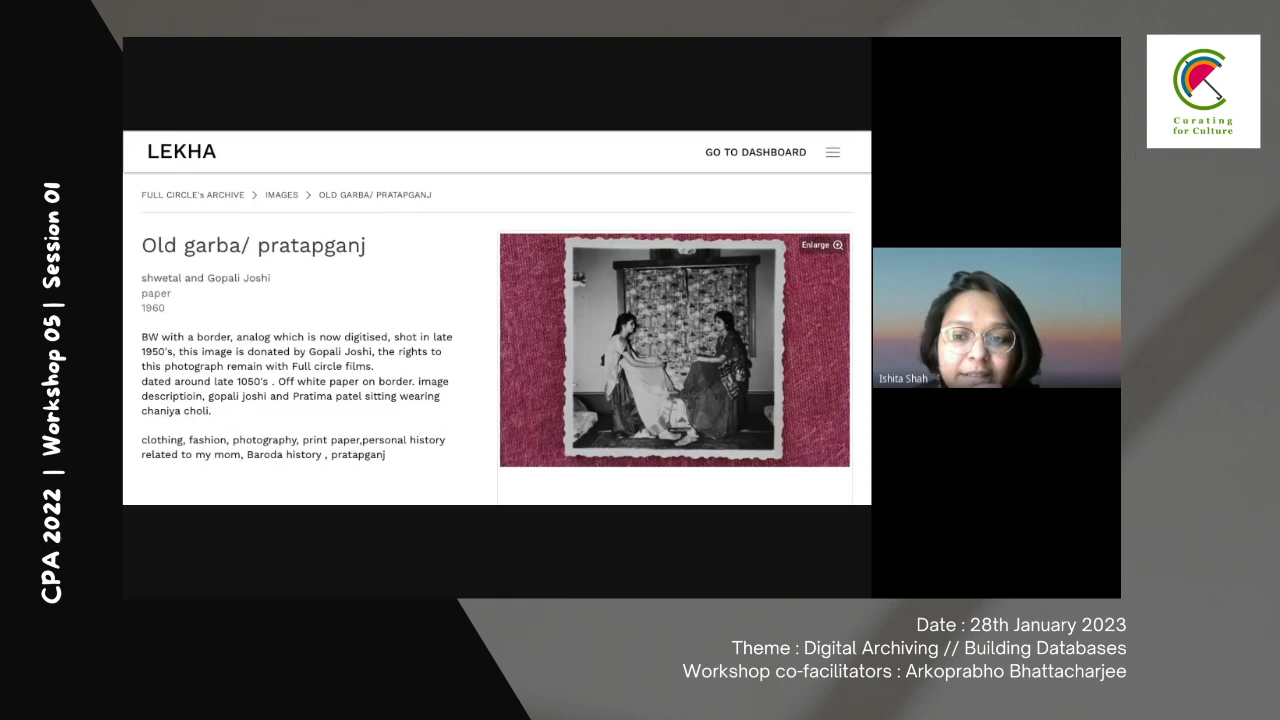 CPA 2022 | Workshop 05 | Session 01
LEKHA
GO TO DASHBOARD
FULL CIRCLE's ARCHIVE > IMAGES > OLD GARBA/ PRATAPGANJ
Old garba/ pratapganj
shwetal and Gopali Joshi
paper
1960
BW with a border, analog which is now digitised, shot in late
1950's, this image is donated by Gopali Joshi, the rights to
this photograph remain with Full circle films.
dated around late 1050's . Off white paper on border. image
descriptioin, gopali joshi and Pratima patel sitting wearing
chaniya choli.
clothing, fashion, photography, print paper,personal history
related to my mom, Baroda history , pratapganj
Enlarge
Ishita Shah
Curating
for Culture
Date : 28th January 2023
Theme : Digital Archiving // Building Databases
Workshop co-facilitators : Arkoprabho Bhattacharjee